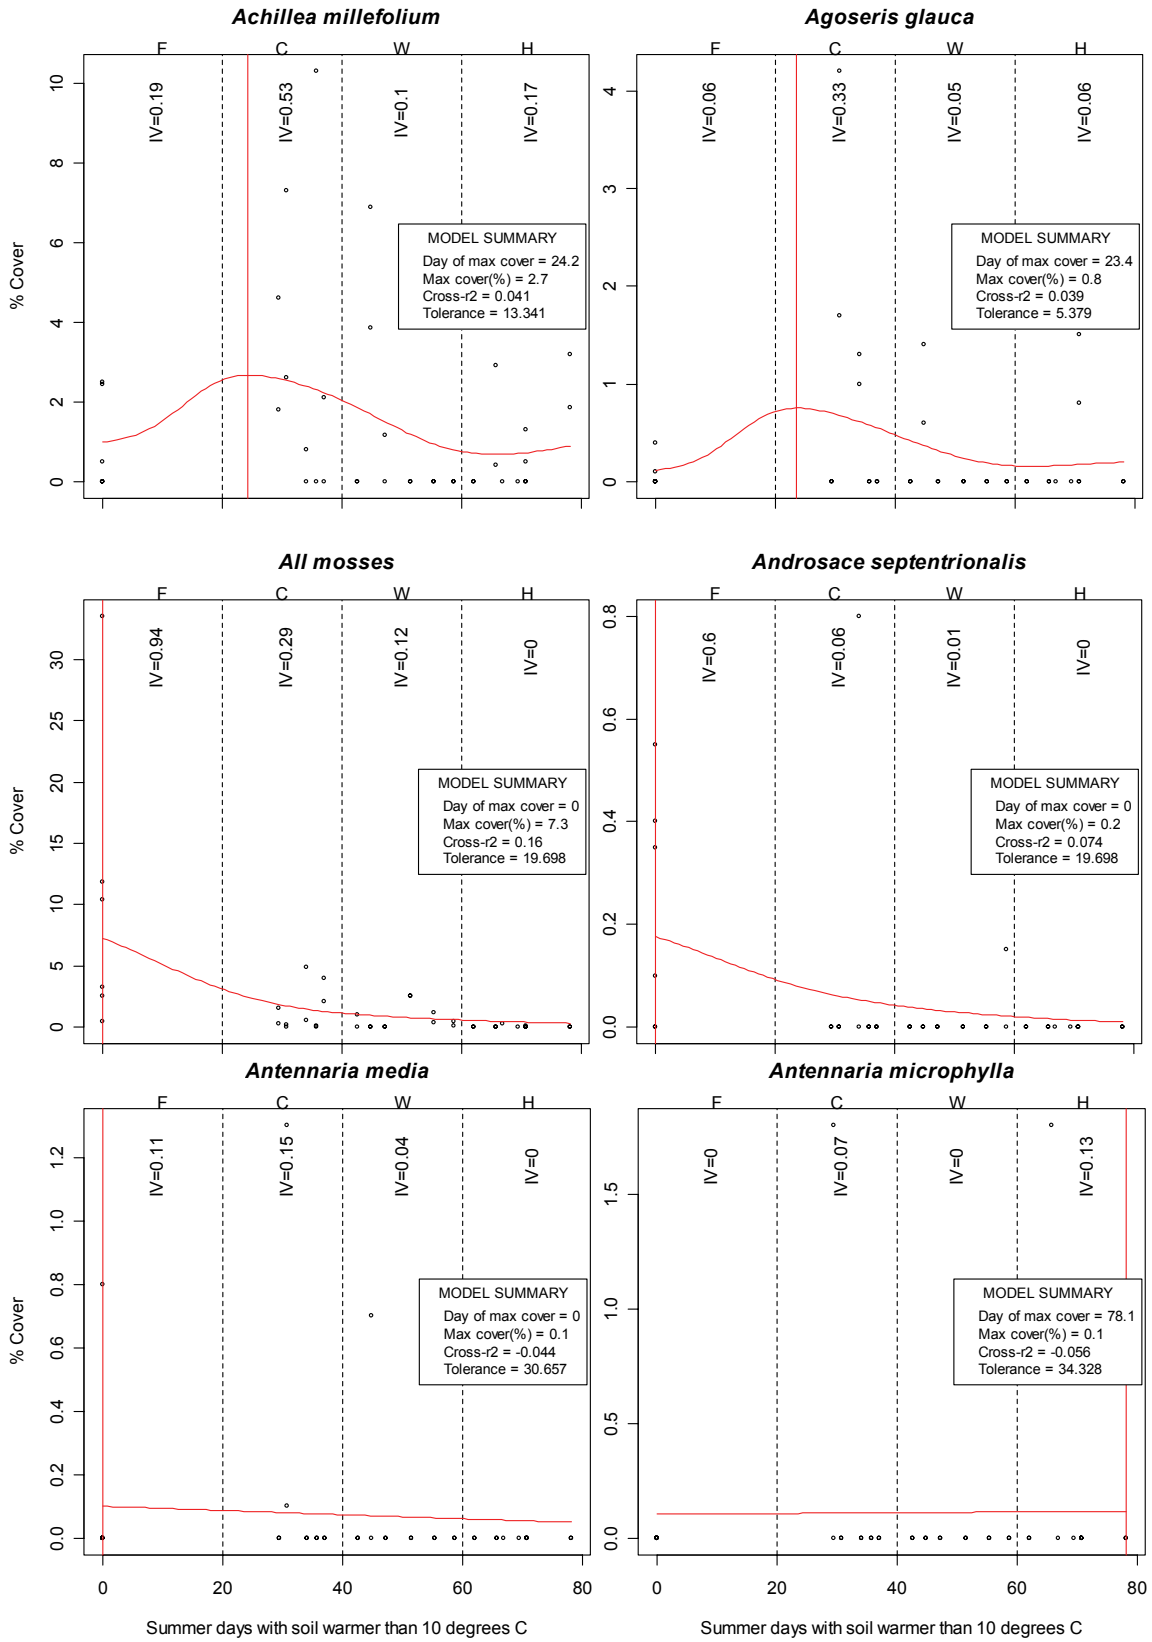 Achillea millefolium
F C W H
IV=0.19 IV=0.53 IV=0.1 IV=0.17
% Cover
10
8
6
4
2
0
MODEL SUMMARY
Day of max cover = 24.2
Max cover(%) = 2.7
Cross-r2 = 0.041
Tolerance = 13.341
Agoseris glauca
F C W H
IV=0.06 IV=0.33 IV=0.05 IV=0.06
4
3
2
1
0
MODEL SUMMARY
Day of max cover = 23.4
Max cover(%) = 0.8
Cross-r2 = 0.039
Tolerance = 5.379
All mosses
F C W H
IV=0.94 IV=0.29 IV=0.12 IV=0
% Cover
30
25
20
15
10
5
0
MODEL SUMMARY
Day of max cover = 0
Max cover(%) = 7.3
Cross-r2 = 0.16
Tolerance = 19.698
Androsace septentrionalis
F C W H
IV=0.6 IV=0.06 IV=0.01 IV=0
0.8
0.6
0.4
0.2
0.0
MODEL SUMMARY
Day of max cover = 0
Max cover(%) = 0.2
Cross-r2 = 0.074
Tolerance = 19.698
Antennaria media
F C W H
IV=0.11 IV=0.15 IV=0.04 IV=0
% Cover
1.2
1.0
0.8
0.6
0.4
0.2
0.0
MODEL SUMMARY
Day of max cover = 0
Max cover(%) = 0.1
Cross-r2 = -0.044
Tolerance = 30.657
0 20 40 60 80
Summer days with soil warmer than 10 degrees C
Antennaria microphylla
F C W H
IV=0 IV=0.07 IV=0 IV=0.13
1.5
1.0
0.5
0.0
MODEL SUMMARY
Day of max cover = 78.1
Max cover(%) = 0.1
Cross-r2 = -0.056
Tolerance = 34.328
0 20 40 60 80
Summer days with soil warmer than 10 degrees C